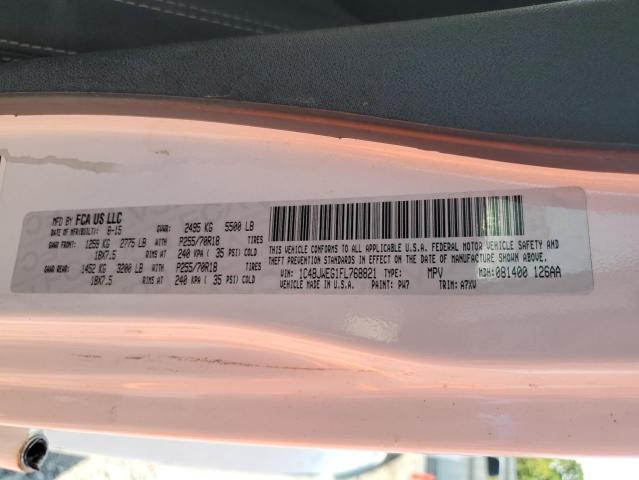 MFD BY FCA US LLC
DATE OF MFR/BUILT: 8-15 GVWR: 2495 KG 5500 LB
GAWR FRONT: 1259 KG 2775 LB P255/70R18 TIRES
18X7.5 RIMS AT 240 KPA ( 35 PSI) COLD
GAWR REAR: 1452 KG 3200 LB P255/70R18 TIRES
18X7.5 RIMS AT 240 KPA ( 35 PSI) COLD
THIS VEHICLE CONFORMS TO ALL APPLICABLE U.S.A. FEDERAL MOTOR VEHICLE SAFETY AND
THEFT PREVENTION STANDARDS IN EFFECT ON THE DATE OF MANUFACTURE SHOWN ABOVE.
VIN: 1C4BJWEG1FL768821 TYPE: MPV MDH: 081400 126AA
VEHICLE MADE IN U.S.A. PAINT: PW7 TRIM: A7XV